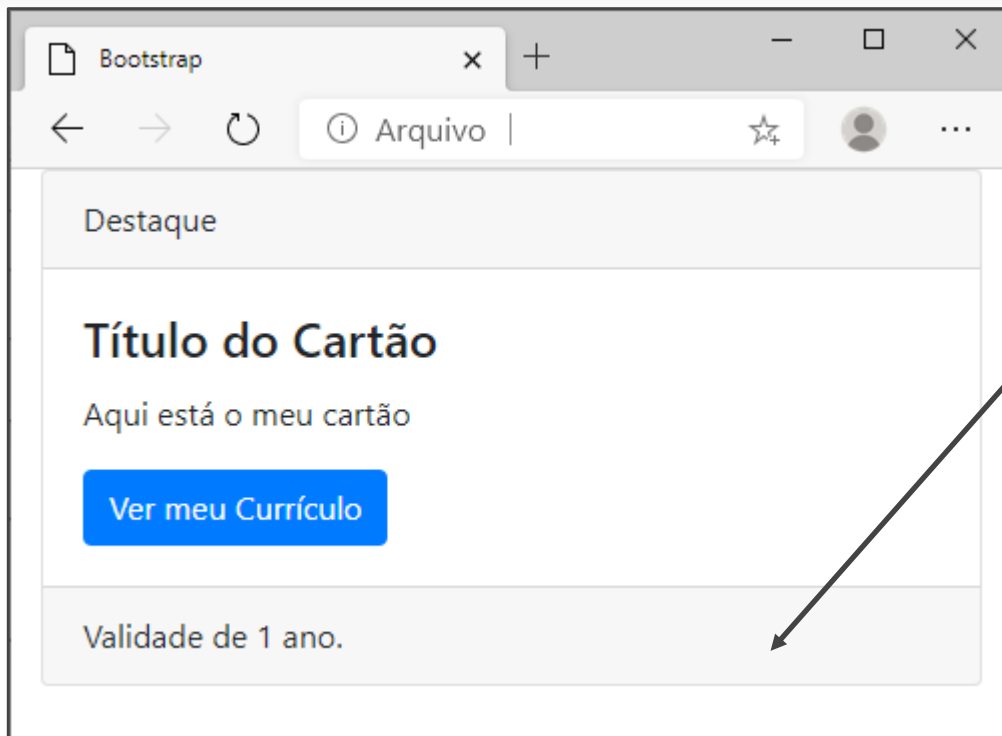 Bootstrap
Arquivo
Destaque
Título do Cartão
Aqui está o meu cartão
Ver meu Currículo
Validade de 1 ano.